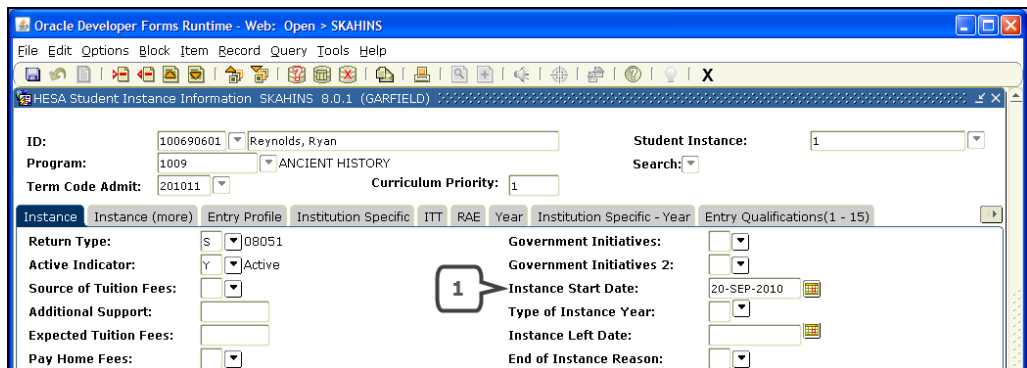 Oracle Developer Forms Runtime - Web: Open > SKAHINS
File Edit Options Block Item Record Query Tools Help
X
HESA Student Instance Information SKAHINS 8.0.1 (GARFIELD)
ID: 100690601 Reynolds, Ryan Student Instance: 1
Program: 1009 ANCIENT HISTORY Search:
Term Code Admit: 201011 Curriculum Priority: 1
Instance Instance (more) Entry Profile Institution Specific ITT RAE Year Institution Specific - Year Entry Qualifications(1 - 15)
Return Type: S 08051 Government Initiatives:
Active Indicator: Y Active Government Initiatives 2:
Source of Tuition Fees: 1 Instance Start Date: 20-SEP-2010
Additional Support: Type of Instance Year:
Expected Tuition Fees: Instance Left Date:
Pay Home Fees: End of Instance Reason: